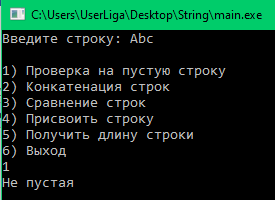 C:\Users\UserLiga\Desktop\String\main.exe
Введите строку: Abc
1) Проверка на пустую строку
2) Конкатенация строк
3) Сравнение строк
4) Присвоить строку
5) Получить длину строки
6) Выход
1
Не пустая